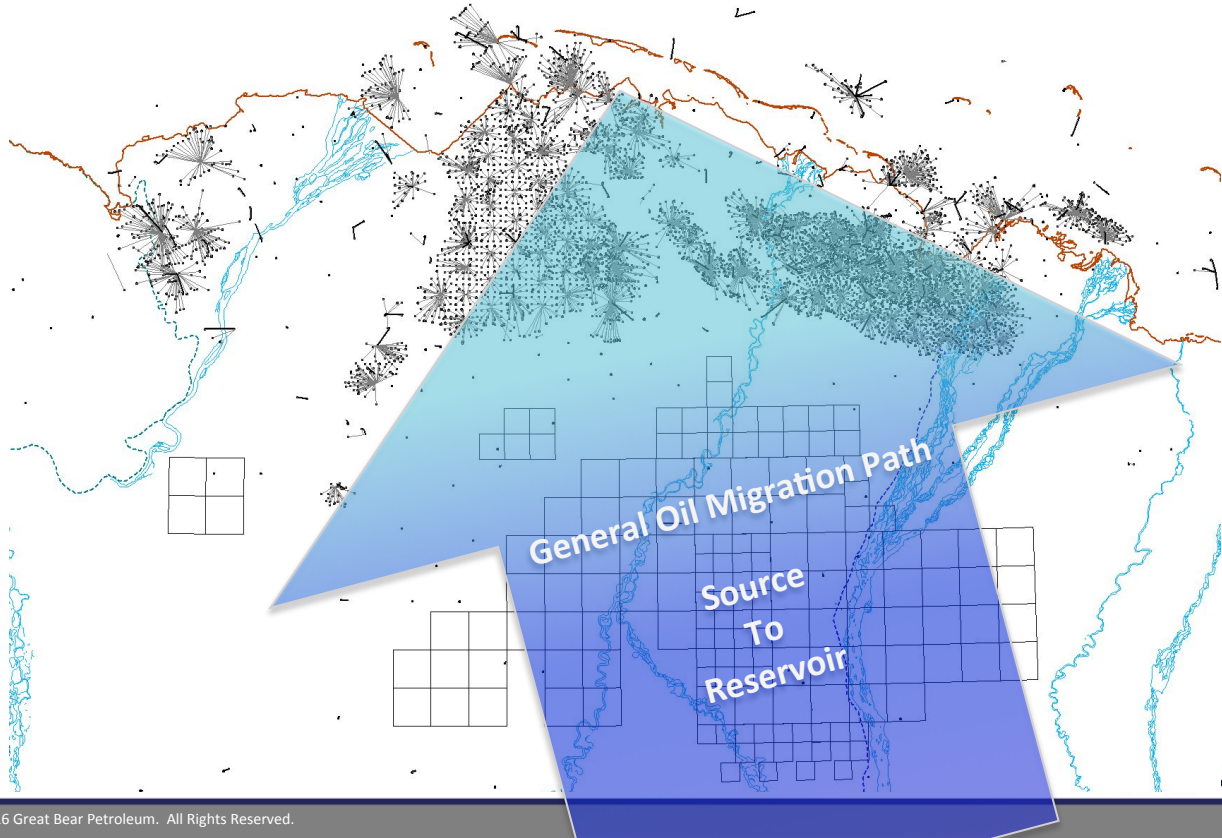 General Oil Migration Path
Source
To
Reservoir
6 Great Bear Petroleum. All Rights Reserved.